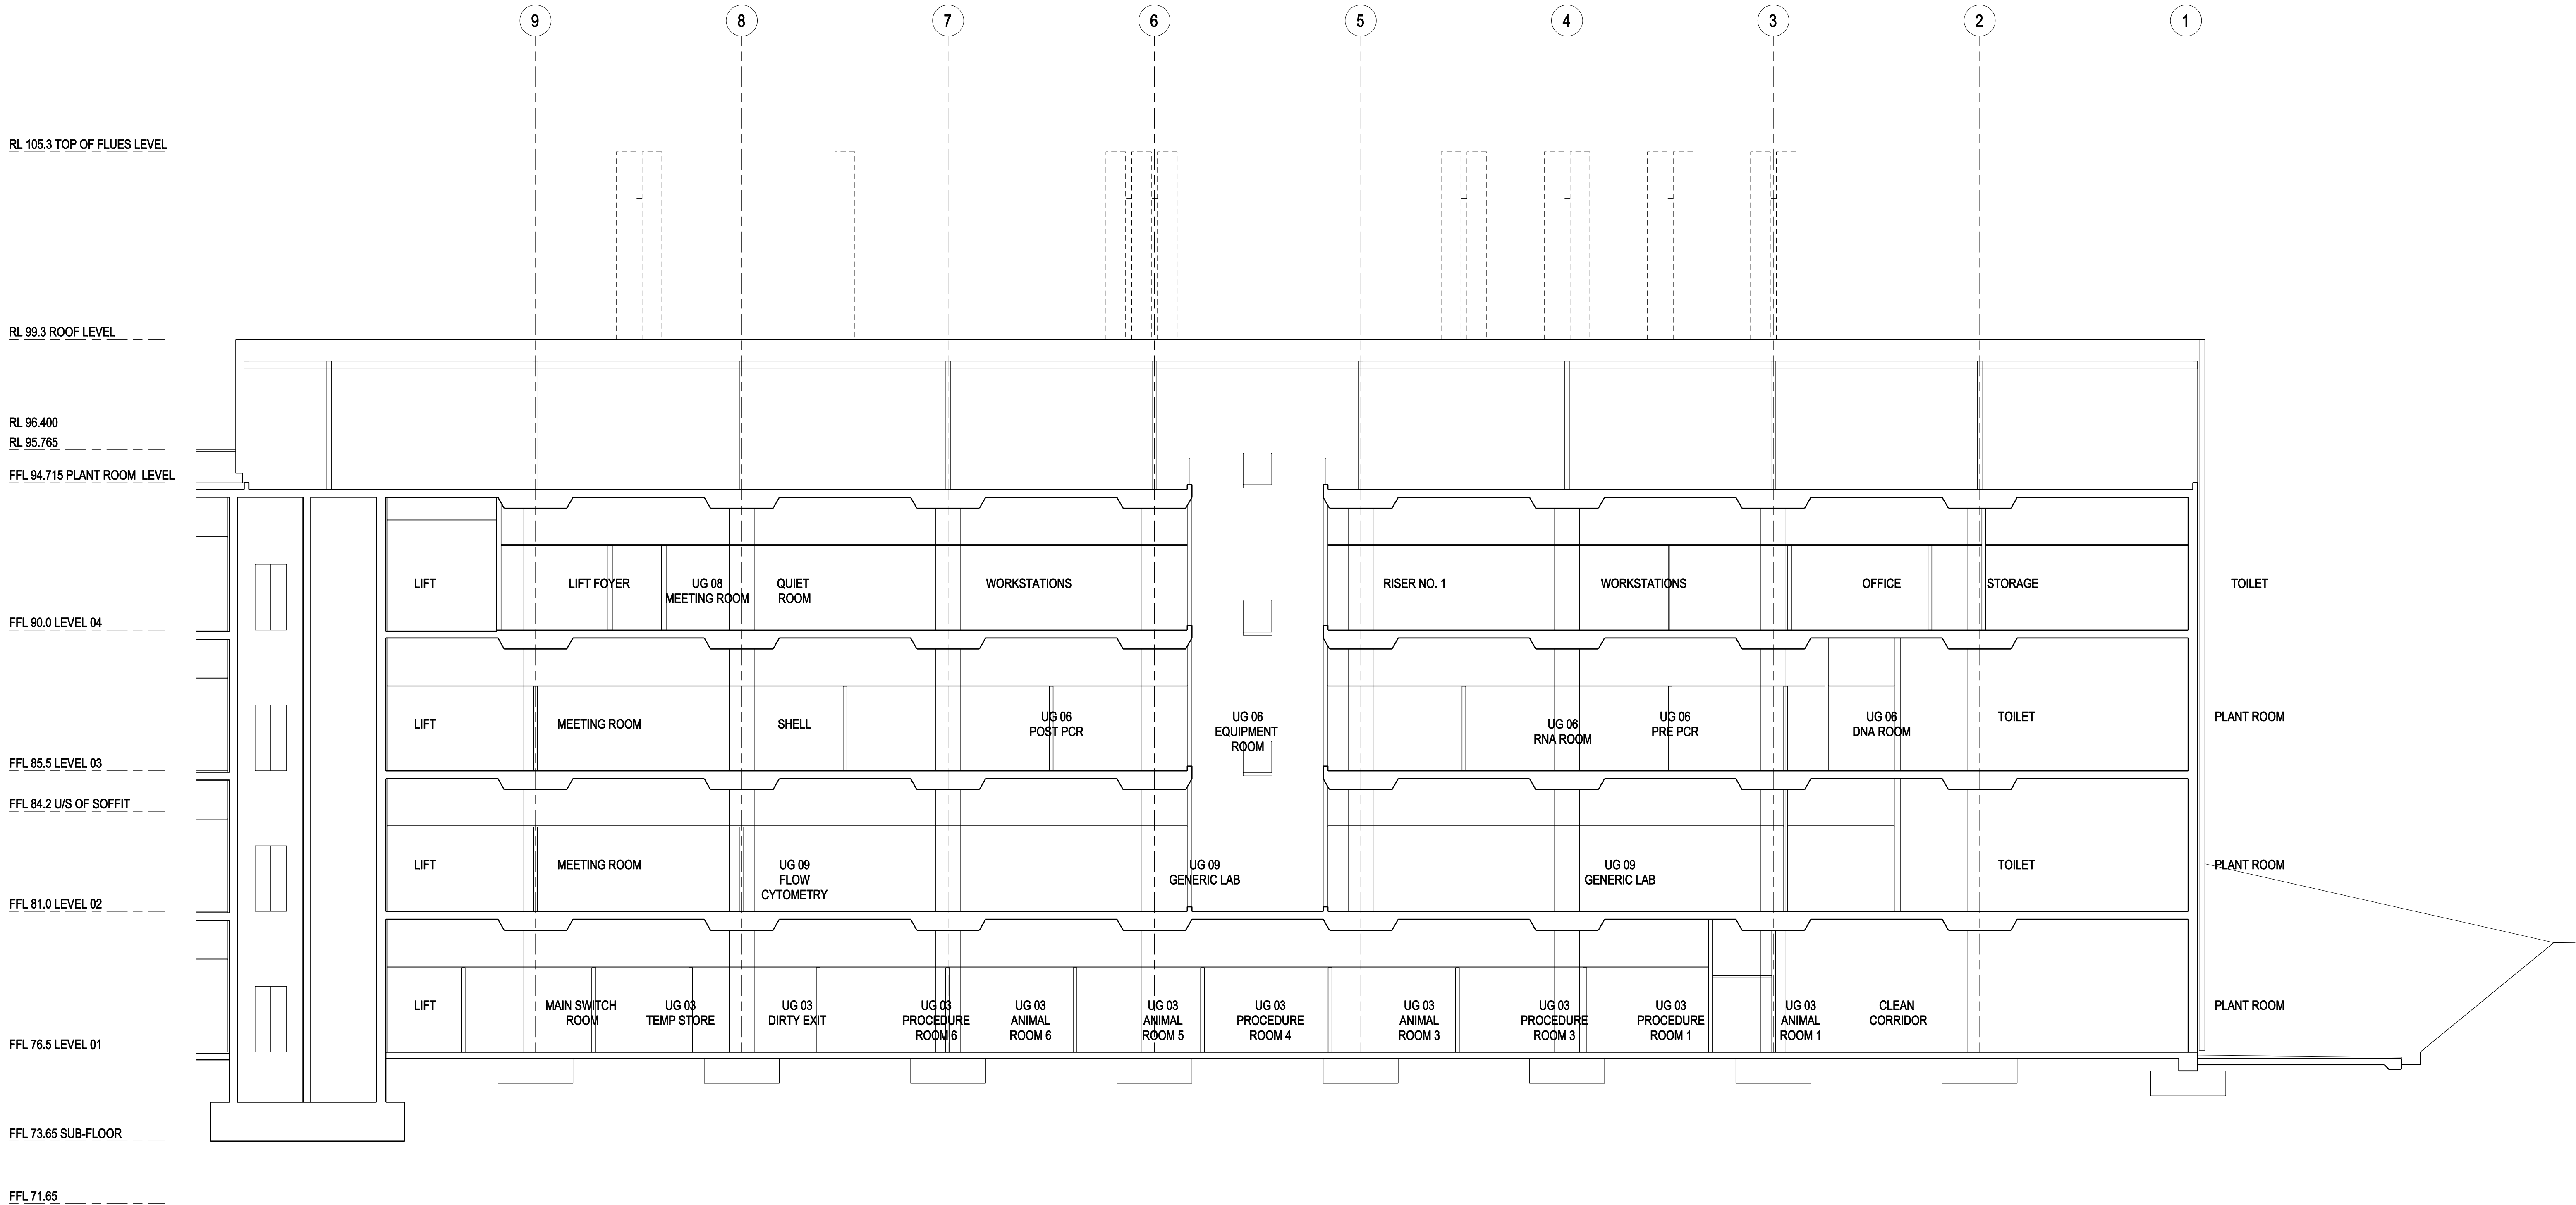 9 8 7 6 5 4 3 2 1
RL 105.3 TOP OF FLUES LEVEL
RL 99.3 ROOF LEVEL
RL 96.400
RL 95.765
FFL 94.715 PLANT ROOM LEVEL
LIFT
LIFT FOYER
UG 08
MEETING ROOM
QUIET
ROOM
WORKSTATIONS
RISER NO. 1
WORKSTATIONS
OFFICE
STORAGE
TOILET
FFL 90.0 LEVEL 04
LIFT
MEETING ROOM
SHELL
UG 06
POST PCR
UG 06
EQUIPMENT
ROOM
UG 06
RNA ROOM
UG 06
PRE PCR
UG 06
DNA ROOM
TOILET
PLANT ROOM
FFL 85.5 LEVEL 03
FFL 84.2 U/S OF SOFFIT
LIFT
MEETING ROOM
UG 09
FLOW
CYTOMETRY
UG 09
GENERIC LAB
UG 09
GENERIC LAB
TOILET
PLANT ROOM
FFL 81.0 LEVEL 02
LIFT
MAIN SWITCH
ROOM
UG 03
TEMP STORE
UG 03
DIRTY EXIT
UG 03
PROCEDURE
ROOM 6
UG 03
ANIMAL
ROOM 6
UG 03
ANIMAL
ROOM 5
UG 03
PROCEDURE
ROOM 4
UG 03
ANIMAL
ROOM 3
UG 03
PROCEDURE
ROOM 3
UG 03
PROCEDURE
ROOM 1
UG 03
ANIMAL
ROOM 1
CLEAN
CORRIDOR
PLANT ROOM
FFL 76.5 LEVEL 01
FFL 73.65 SUB-FLOOR
FFL 71.65